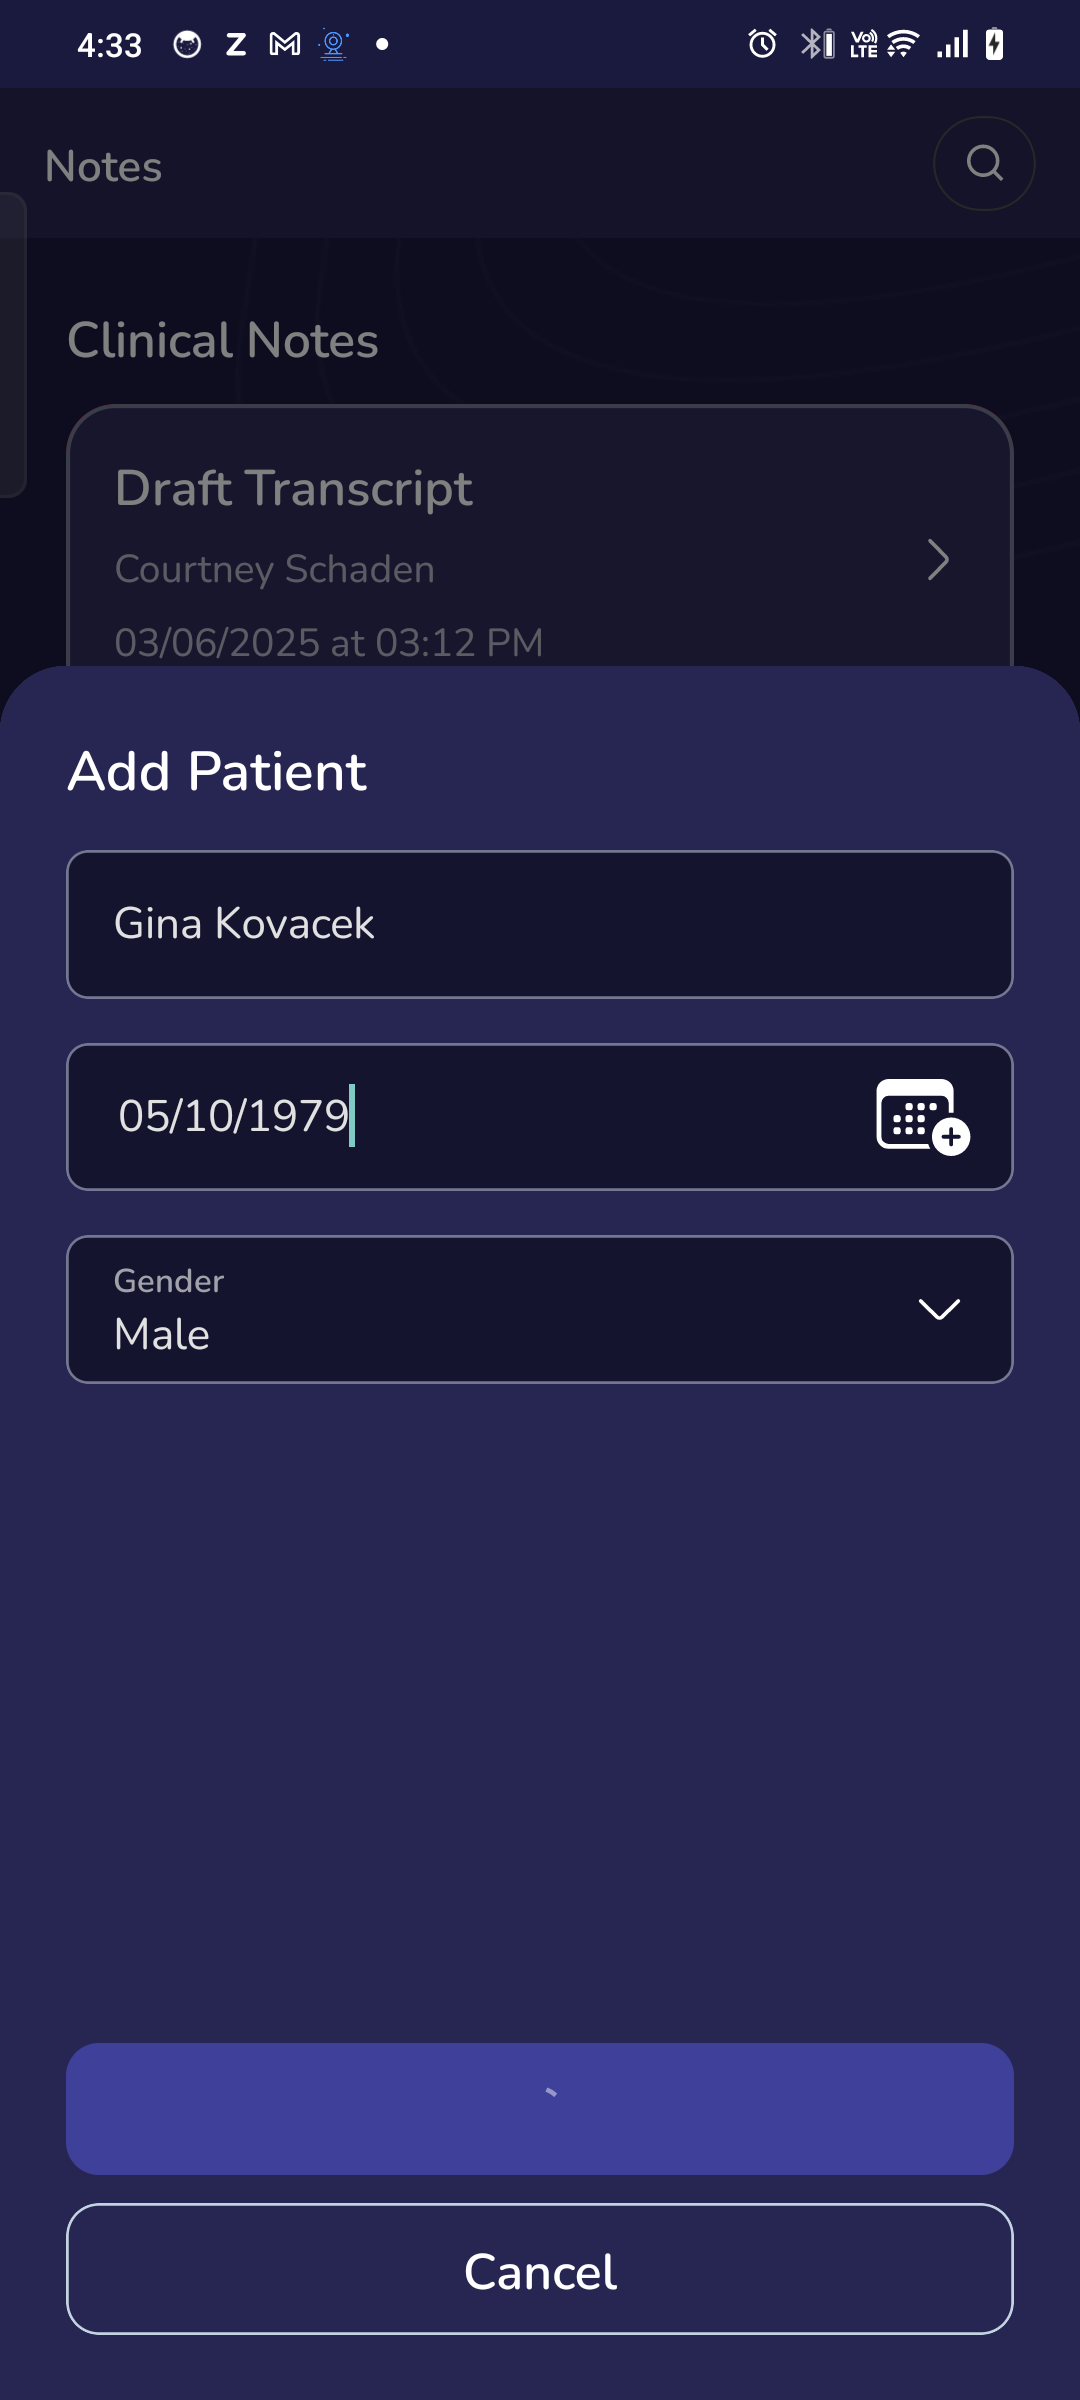 4:33
Notes
Clinical Notes
Draft Transcript
Courtney Schaden
03/06/2025 at 03:12 PM
Add Patient
Gina Kovacek
05/10/1979
Gender
Male
Cancel